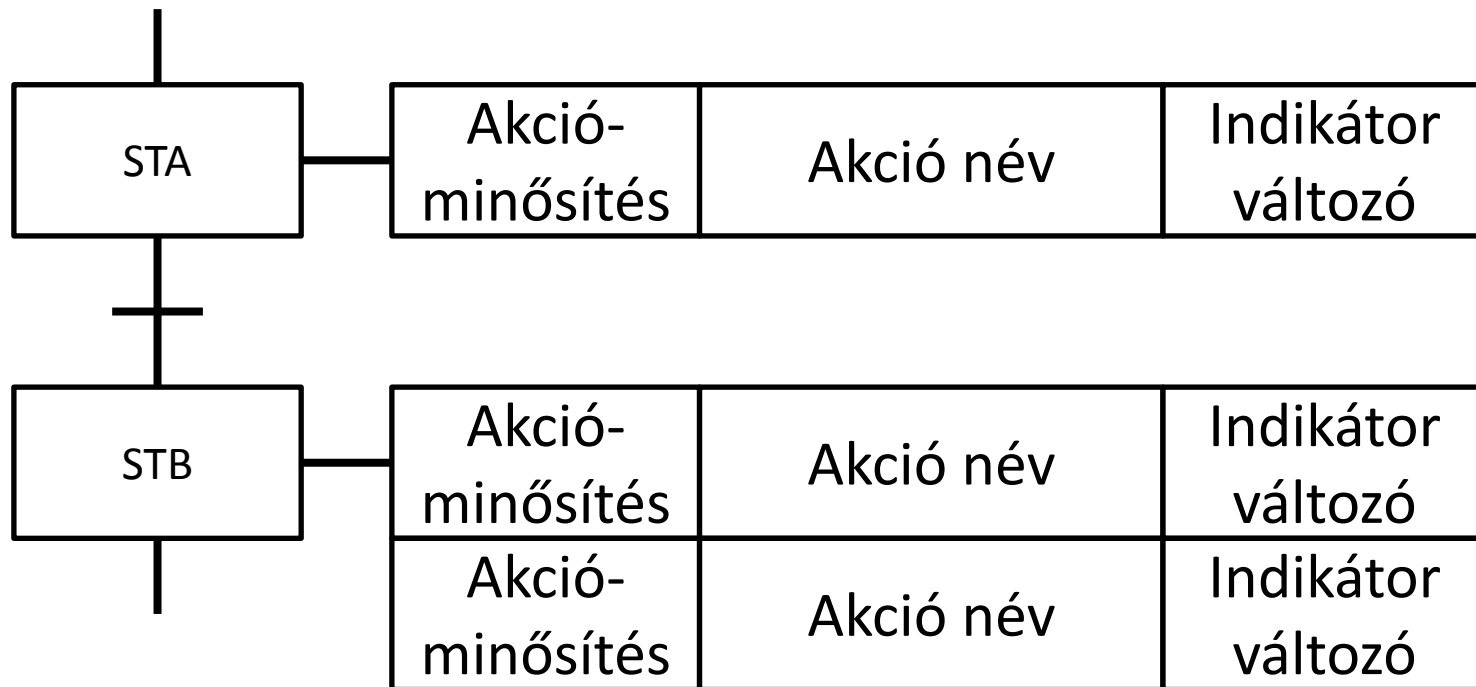 STA
Akció-
minősítés
Akció név
Indikátor
változó
STB
Akció-
minősítés
Akció név
Indikátor
változó
Akció-
minősítés
Akció név
Indikátor
változó